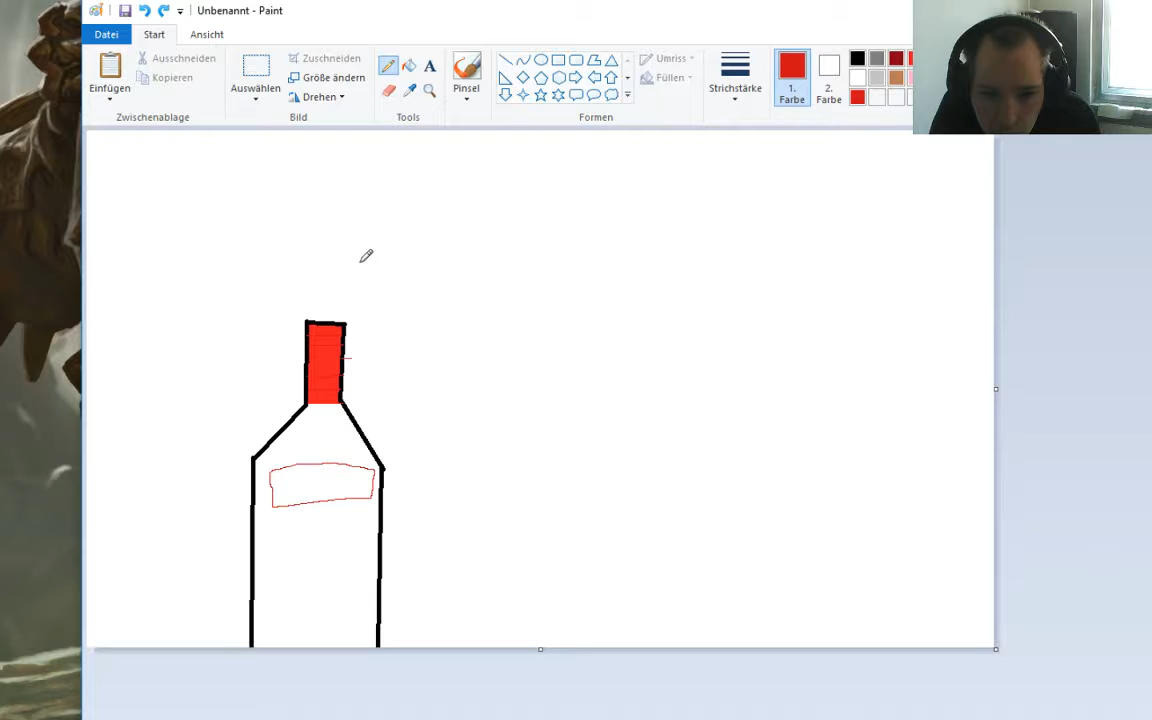 Unbenannt - Paint
Datei Start Ansicht
Einfügen
Ausschneiden
Kopieren
Zwischenablage
Auswählen
Zuschneiden
Größe ändern
Drehen
Bild
A
Tools
Pinsel
Formen
Umriss
Füllen
Strichstärke
1.
Farbe
2.
Farbe